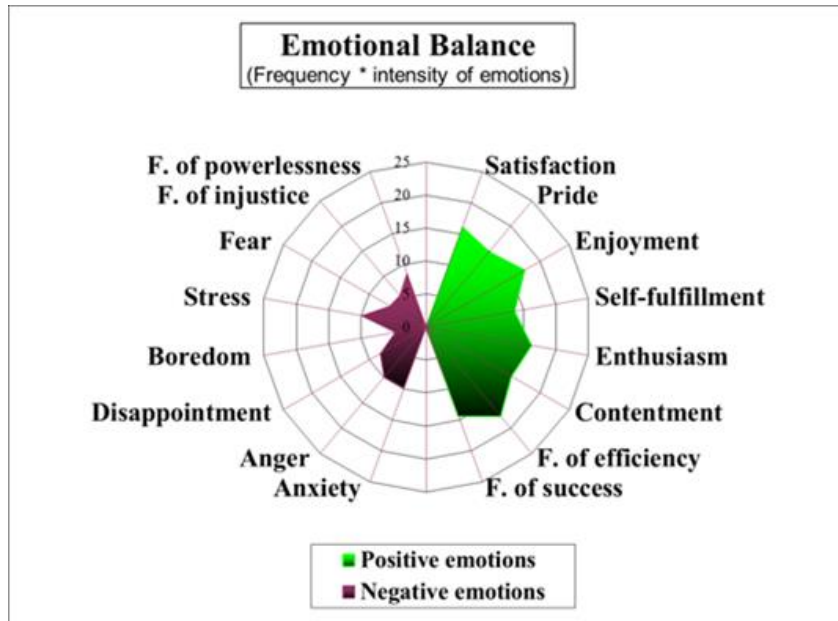 Emotional Balance
(Frequency * intensity of emotions)
F. of powerlessness
F. of injustice
Fear
Stress
Boredom
Disappointment
Anger
Anxiety
25
20
15
10
5
0
Satisfaction
Pride
Enjoyment
Self-fulfillment
Enthusiasm
Contentment
F. of efficiency
F. of success
Positive emotions
Negative emotions